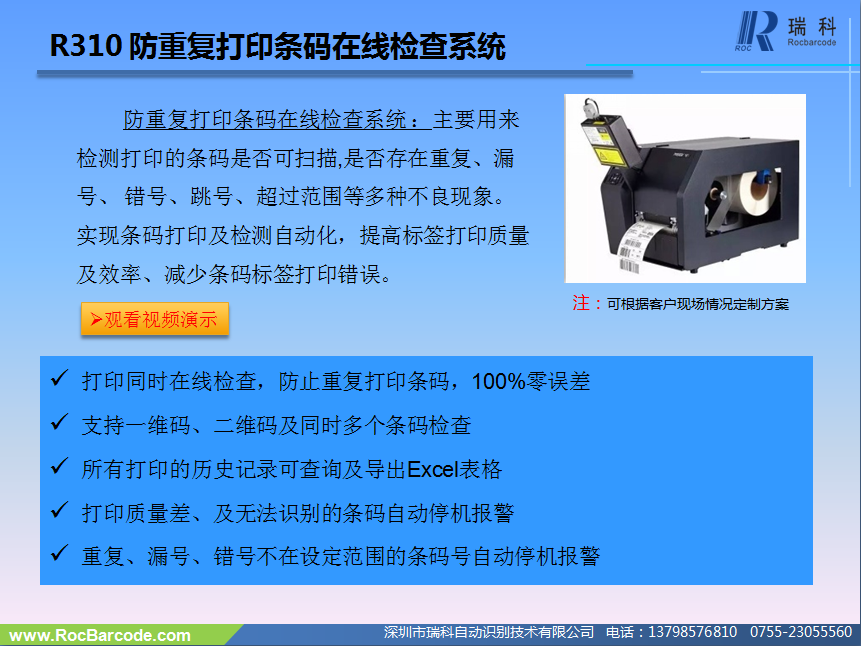 R310 防重复打印条码在线检查系统
ROC
瑞 科
Rocbarcode
防重复打印条码在线检查系统：主要用来
检测打印的条码是否可扫描,是否存在重复、漏
号、 错号、跳号、超过范围等多种不良现象。
实现条码打印及检测自动化，提高标签打印质量
及效率、减少条码标签打印错误。
注：可根据客户现场情况定制方案
➢观看视频演示
✓ 打印同时在线检查，防止重复打印条码，100%零误差
✓ 支持一维码、二维码及同时多个条码检查
✓ 所有打印的历史记录可查询及导出Excel表格
✓ 打印质量差、及无法识别的条码自动停机报警
✓ 重复、漏号、错号不在设定范围的条码号自动停机报警
www.RocBarcode.com
深圳市瑞科自动识别技术有限公司 电话：13798576810 0755-23055560